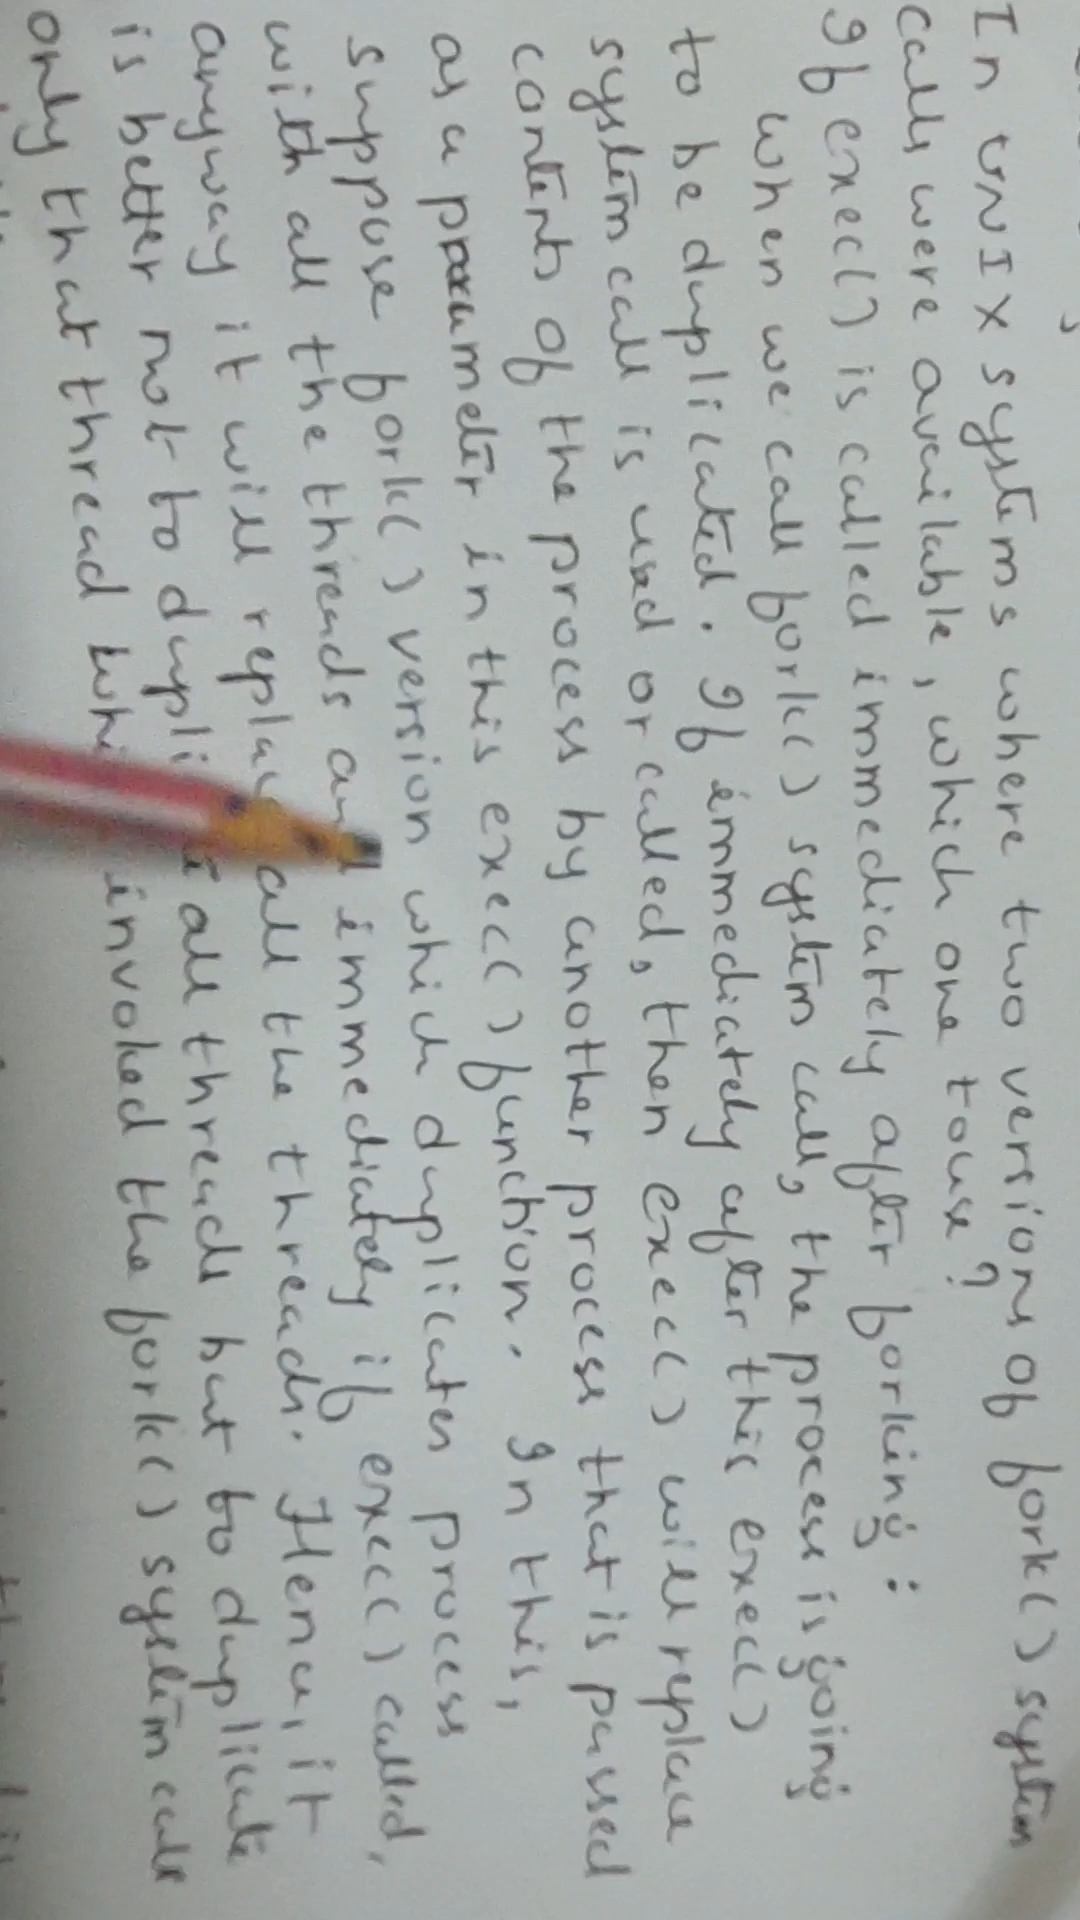 In UNIX systems where two versions of fork() system
calls were available, which one to use?
If exec() is called immediately after forking:
When we call fork() system call, the process is going
to be duplicated. If immediately after this exec()
system call is used or called, then exec() will replace
contents of the process by another process that is passed
as a parameter in this exec() function. In this,
suppose fork() version which duplicates process
with all the threads and immediately if exec() called,
anyway it will replace all the threads. Hence, it
is better not to duplicate all threads but to duplicate
only that thread which invoked the fork() system call